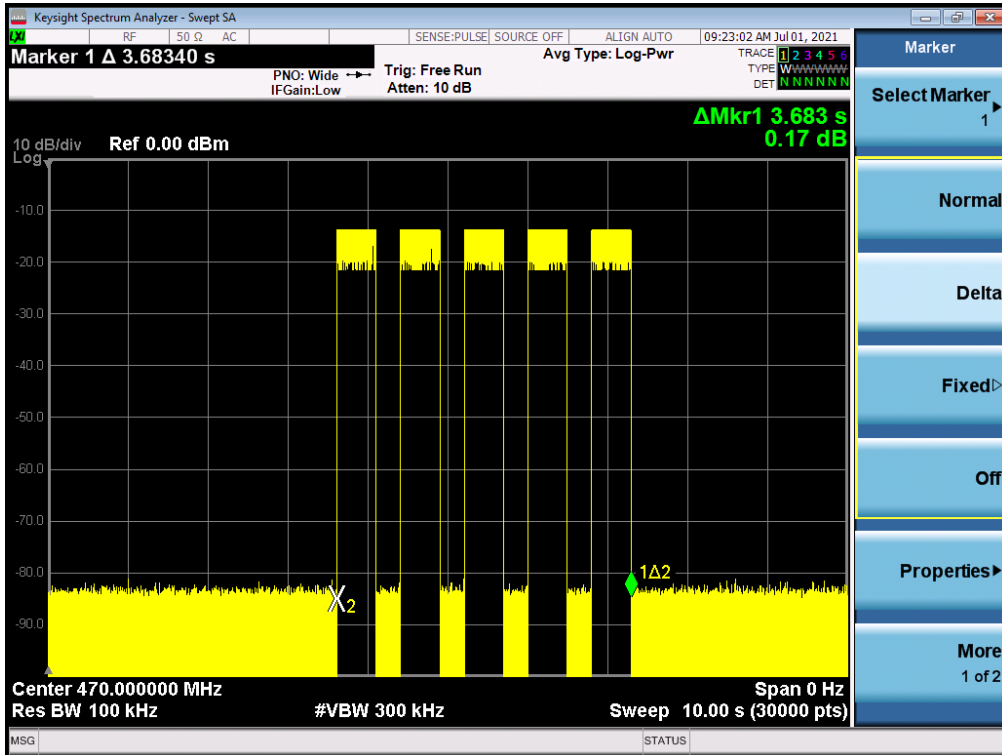 Keysight Spectrum Analyzer - Swept SA
LXI RF 50 Ω AC SENSE:PULSE SOURCE OFF ALIGN AUTO 09:23:02 AM Jul 01, 2021
Marker 1 Δ 3.68340 s
PNO: Wide
IFGain:Low
Trig: Free Run
Atten: 10 dB
Avg Type: Log-Pwr
TRACE 1 2 3 4 5 6
TYPE WWWWWW
DET N N N N N N
ΔMkr1 3.683 s
0.17 dB
10 dB/div Ref 0.00 dBm
Log
-10.0
-20.0
-30.0
-40.0
-50.0
-60.0
-70.0
-80.0
-90.0
1Δ2
X2
Center 470.000000 MHz
Span 0 Hz
Res BW 100 kHz
#VBW 300 kHz
Sweep 10.00 s (30000 pts)
MSG
STATUS
Marker
Select Marker
1
Normal
Delta
Fixed
Off
Properties
More
1 of 2